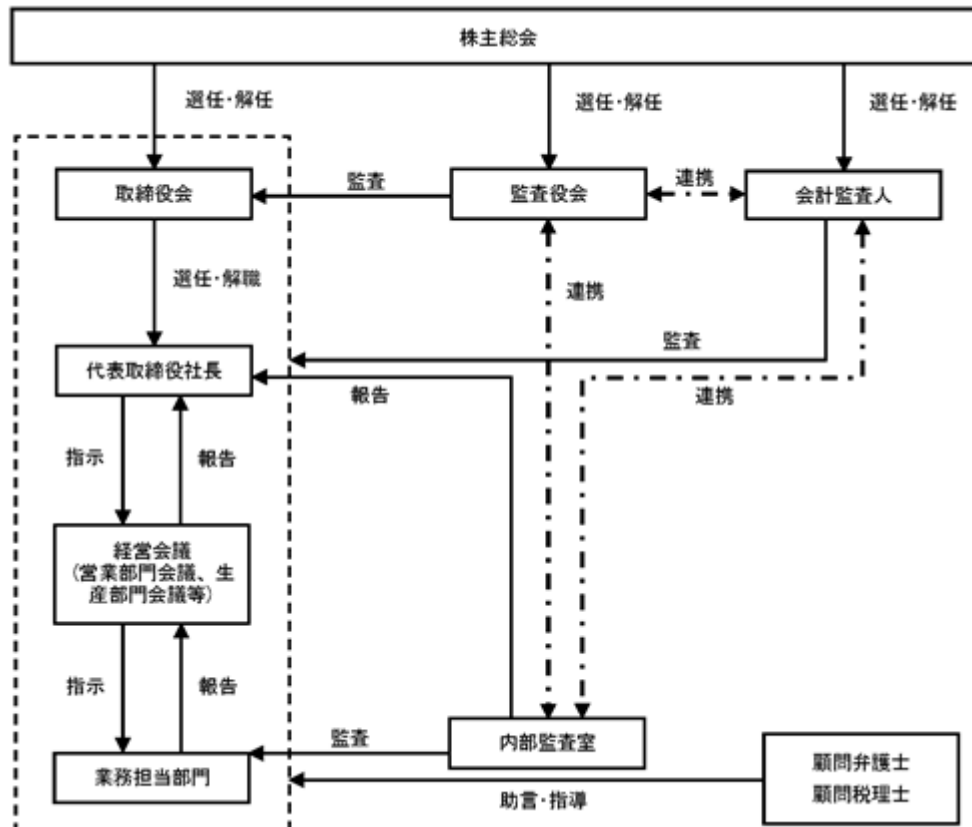 株主総会
選任・解任
選任・解任
選任・解任
取締役会
監査
監査役会
連携
会計監査人
選任・解職
連携
監査
代表取締役社長
報告
連携
指示
報告
経営会議
(営業部門会議、生
産部門会議等)
指示
報告
内部監査室
監査
業務担当部門
顧問弁護士
顧問税理士
助言・指導